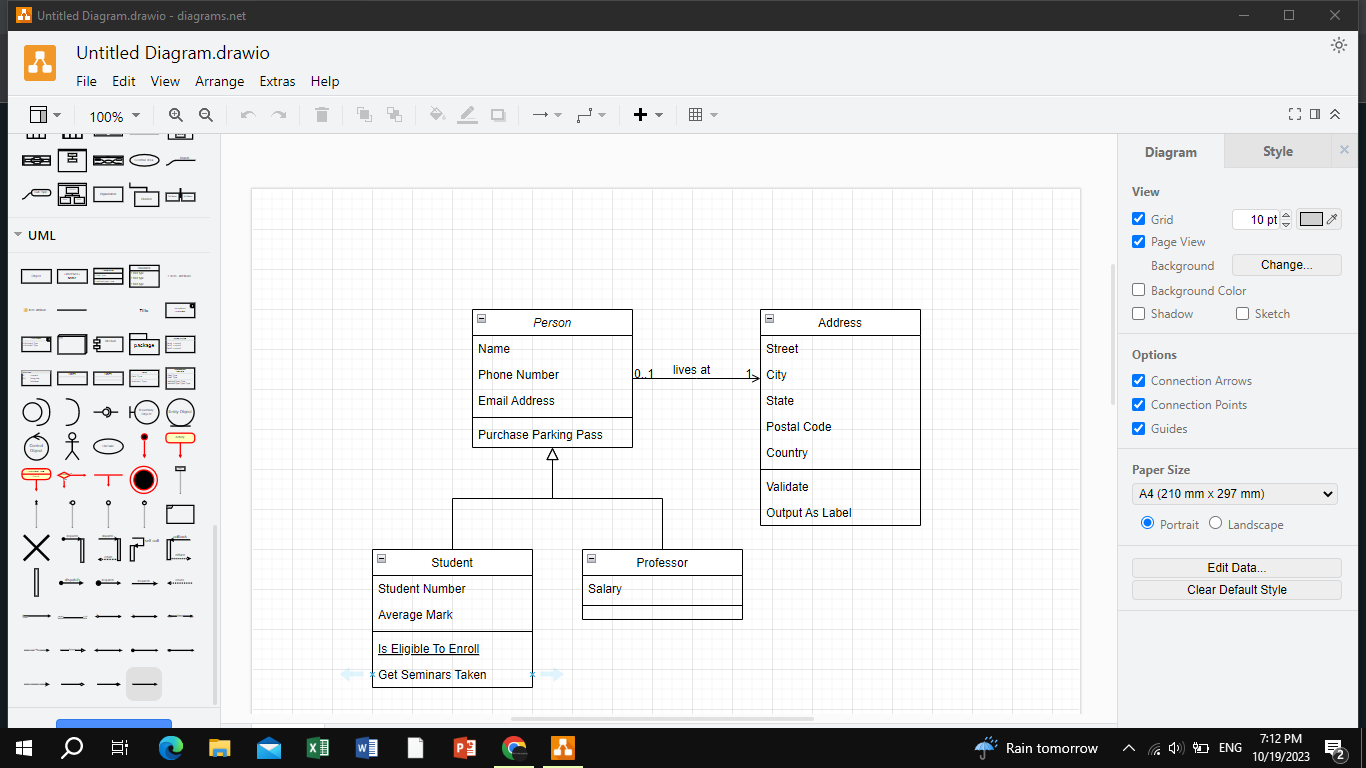 Untitled Diagram.drawio - diagrams.net
Untitled Diagram.drawio
File Edit View Arrange Extras Help
100%
Diagram Style
View
Grid 10 pt
Page View
Background Change...
Background Color
Shadow Sketch
Options
Connection Arrows
Connection Points
Guides
Paper Size
A4 (210 mm x 297 mm)
Portrait Landscape
Edit Data...
Clear Default Style
UML
Title
package
Person
Name
Phone Number
Email Address
Purchase Parking Pass
0..1 lives at 1
Address
Street
City
State
Postal Code
Country
Validate
Output As Label
Student
Student Number
Average Mark
Is Eligible To Enroll
Get Seminars Taken
Professor
Salary
Rain tomorrow
ENG
7:12 PM
10/19/2023
2